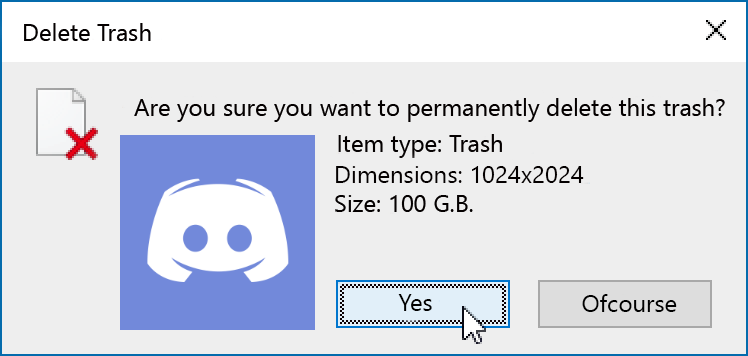 Delete Trash
Are you sure you want to permanently delete this trash?
Item type: Trash
Dimensions: 1024x2024
Size: 100 G.B.
Yes
Ofcourse